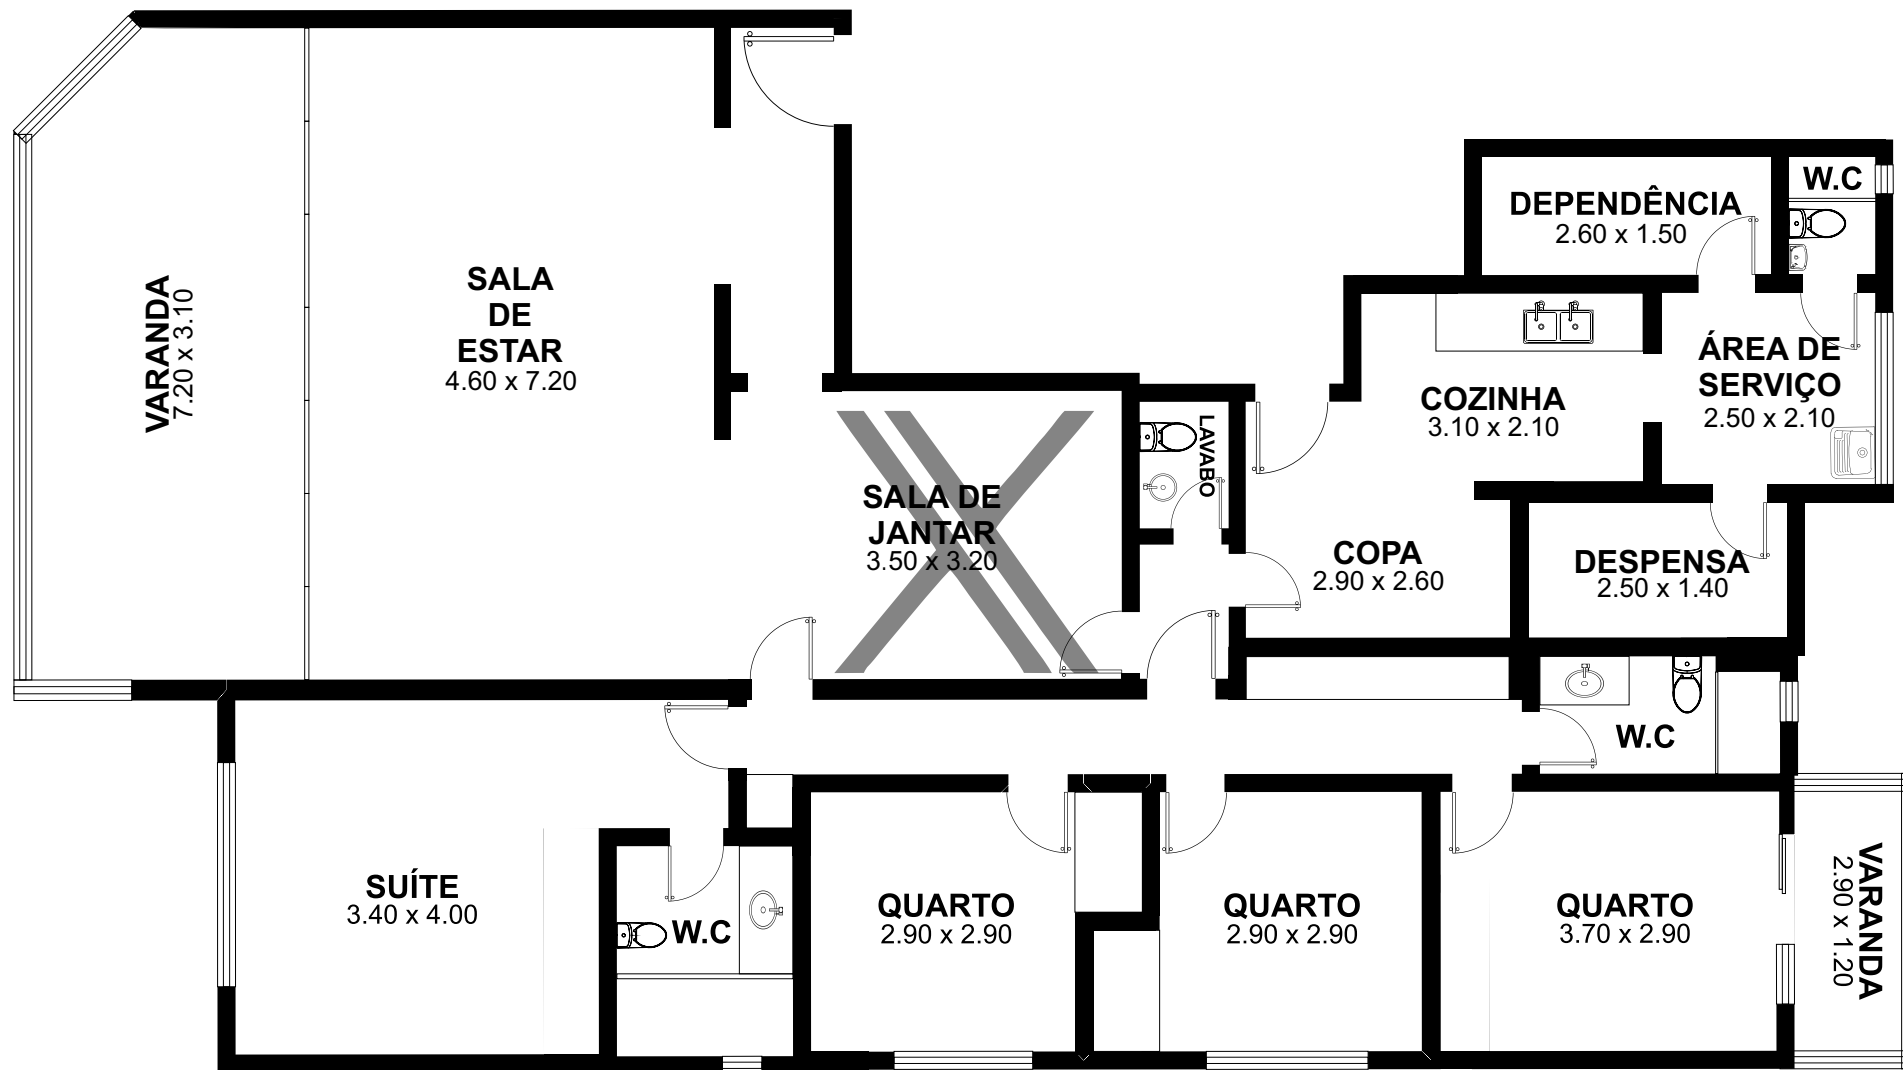 VARANDA
7.20 x 3.10
SALA
DE
ESTAR
4.60 x 7.20
SALA DE
JANTAR
3.50 x 3.20
LAVABO
COPA
2.90 x 2.60
COZINHA
3.10 x 2.10
DEPENDÊNCIA
2.60 x 1.50
W.C
ÁREA DE
SERVIÇO
2.50 x 2.10
DESPENSA
2.50 x 1.40
W.C
SUÍTE
3.40 x 4.00
W.C
QUARTO
2.90 x 2.90
QUARTO
2.90 x 2.90
QUARTO
3.70 x 2.90
VARANDA
2.90 x 1.20